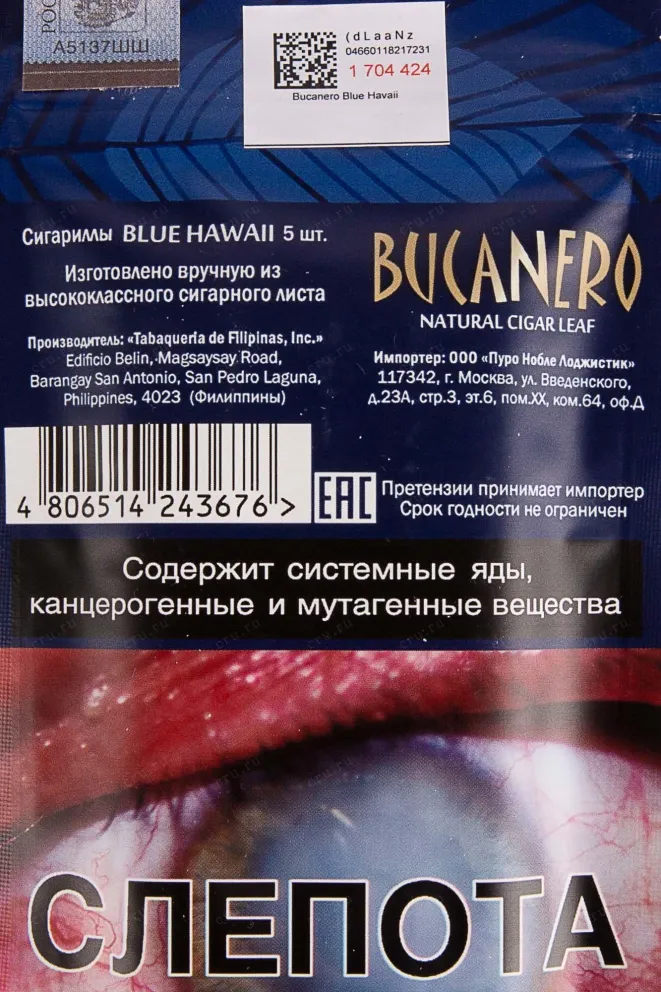 РОС
А5137ШШ
(dLaaNz
04660118217231
1 704 424
Bucanero Blue Havaii
Сигариллы BLUE HAWAII 5 шт.
Изготовлено вручную из
высококлассного сигарного листа
Производитель: «Tabaqueria de Filipinas, Inc.»
Edificio Belin, Magsaysay Road,
Barangay San Antonio, San Pedro Laguna,
Philippines, 4023 (Филиппины)
BUCANERO
NATURAL CIGAR LEAF
Импортер: ООО «Пуро Нобле Лоджистик»
117342, г. Москва, ул. Введенского,
д.23А, стр.3, эт.6, пом.XX, ком.64, оф.Д
4 806514 243676 >
EAC
Претензии принимает импортер
Срок годности не ограничен
Содержит системные яды,
канцерогенные и мутагенные вещества
СЛЕПОТА